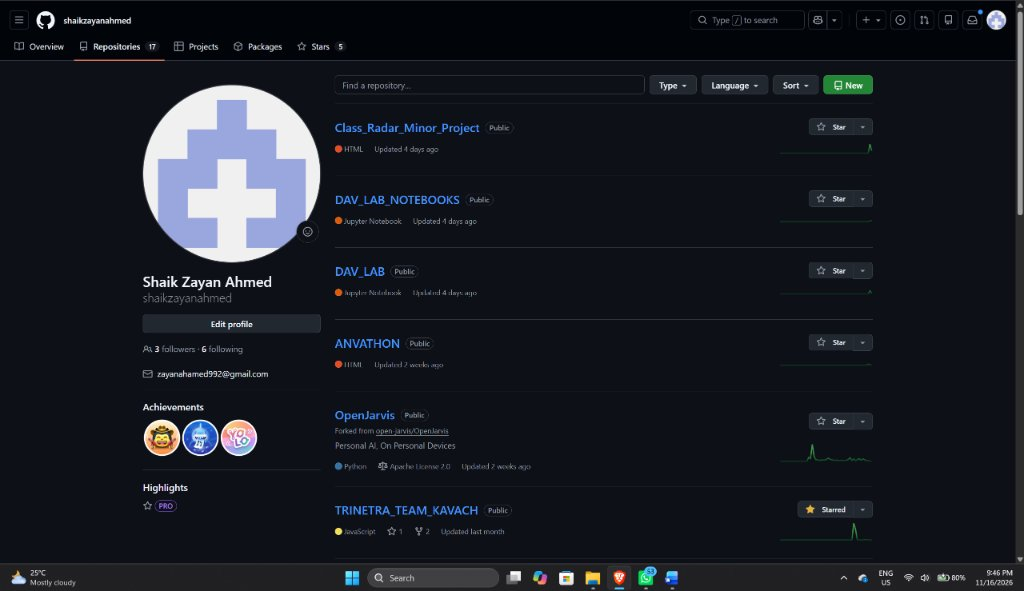 shaikzayanahmed
Type / to search
Overview
Repositories 17
Projects
Packages
Stars 5
Find a repository...
Type
Language
Sort
New
Class_Radar_Minor_Project Public
HTML Updated 4 days ago
Star
DAV_LAB_NOTEBOOKS Public
Jupyter Notebook Updated 4 days ago
Star
DAV_LAB Public
Jupyter Notebook Updated 4 days ago
Star
ANVATHON Public
HTML Updated 2 weeks ago
Star
OpenJarvis Public
Forked from open-jarvis/OpenJarvis
Personal AI, On Personal Devices
Python Apache License 2.0 Updated 2 weeks ago
Star
TRINETRA_TEAM_KAVACH Public
JavaScript 1 2 Updated last month
Starred
Shaik Zayan Ahmed
shaikzayanahmed
Edit profile
3 followers · 6 following
zayanahamed992@gmail.com
Achievements
YOLO
Highlights
PRO
25°C
Mostly cloudy
Search
53
ENG
US
80%
9:46 PM
11/16/2026